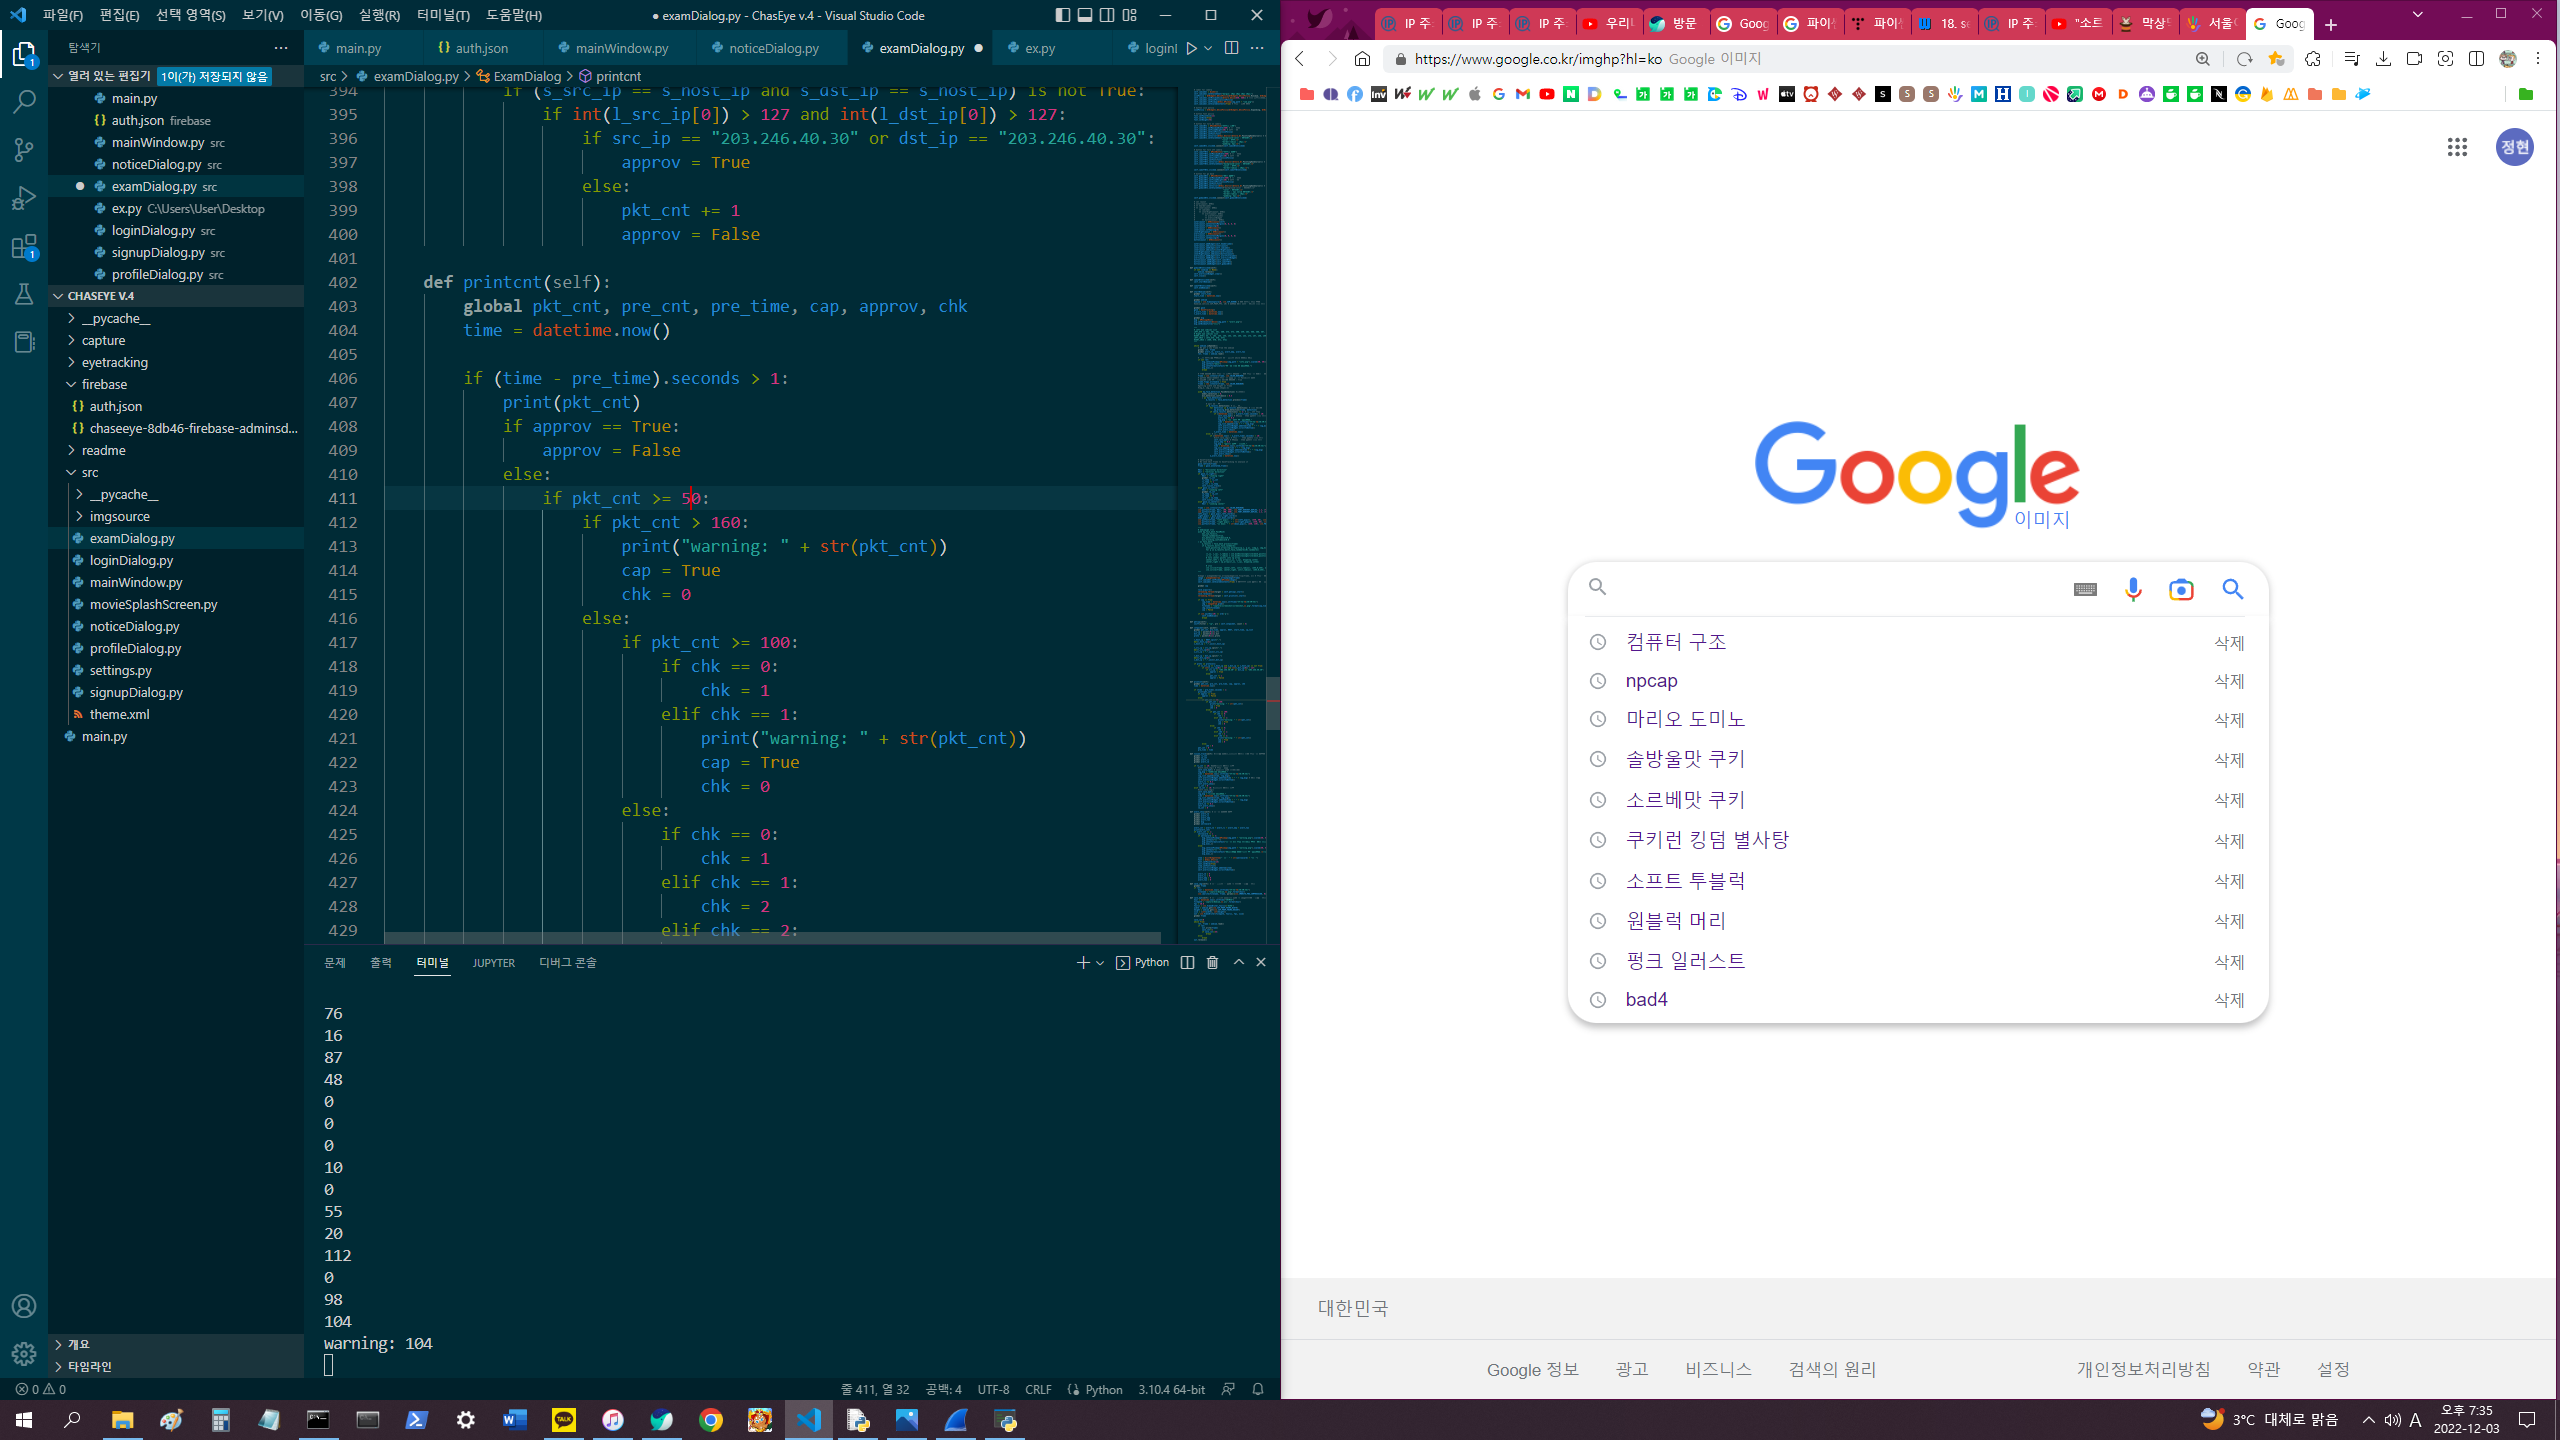 파일(F) 편집(E) 선택 영역(S) 보기(V) 이동(G) 실행(R) 터미널(T) 도움말(H)
● examDialog.py - ChasEye v.4 - Visual Studio Code
탐색기
열려 있는 편집기 1이(가) 저장되지 않음
main.py
auth.json firebase
mainWindow.py src
noticeDialog.py src
examDialog.py src
ex.py C:\Users\User\Desktop
loginDialog.py src
signupDialog.py src
profileDialog.py src
CHASEYE V.4
__pycache__
capture
eyetracking
firebase
auth.json
chaseeye-8db46-firebase-adminsd...
readme
src
__pycache__
imgsource
examDialog.py
loginDialog.py
mainWindow.py
movieSplashScreen.py
noticeDialog.py
profileDialog.py
settings.py
signupDialog.py
theme.xml
main.py
개요
타임라인
main.py auth.json mainWindow.py noticeDialog.py examDialog.py ● ex.py loginI
src > examDialog.py > ExamDialog > printcnt
394 if (s_src_ip == s_host_ip and s_dst_ip == s_host_ip) is not True:
395 if int(l_src_ip[0]) > 127 and int(l_dst_ip[0]) > 127:
396 if src_ip == "203.246.40.30" or dst_ip == "203.246.40.30":
397 approv = True
398 else:
399 pkt_cnt += 1
400 approv = False
401
402 def printcnt(self):
403 global pkt_cnt, pre_cnt, pre_time, cap, approv, chk
404 time = datetime.now()
405
406 if (time - pre_time).seconds > 1:
407 print(pkt_cnt)
408 if approv == True:
409 approv = False
410 else:
411 if pkt_cnt >= 50:
412 if pkt_cnt > 160:
413 print("warning: " + str(pkt_cnt))
414 cap = True
415 chk = 0
416 else:
417 if pkt_cnt >= 100:
418 if chk == 0:
419 chk = 1
420 elif chk == 1:
421 print("warning: " + str(pkt_cnt))
422 cap = True
423 chk = 0
424 else:
425 if chk == 0:
426 chk = 1
427 elif chk == 1:
428 chk = 2
429 elif chk == 2:
문제 출력 터미널 JUPYTER 디버그 콘솔
Python
76
16
87
48
0
0
0
10
0
55
20
112
0
98
104
warning: 104
0 0
줄 411, 열 32 공백: 4 UTF-8 CRLF Python 3.10.4 64-bit
IP 주 IP 주 IP 주 우리 방문 Goog 파이 파이 18. se IP 주 "소트 막상 서울 Goog
https://www.google.co.kr/imghp?hl=ko Google 이미지
정현
Google
이미지
컴퓨터 구조 삭제
npcap 삭제
마리오 도미노 삭제
솔방울맛 쿠키 삭제
소르베맛 쿠키 삭제
쿠키런 킹덤 별사탕 삭제
소프트 투블럭 삭제
원블럭 머리 삭제
펑크 일러스트 삭제
bad4 삭제
대한민국
Google 정보 광고 비즈니스 검색의 원리
개인정보처리방침 약관 설정
3°C 대체로 맑음
A
오후 7:35
2022-12-03